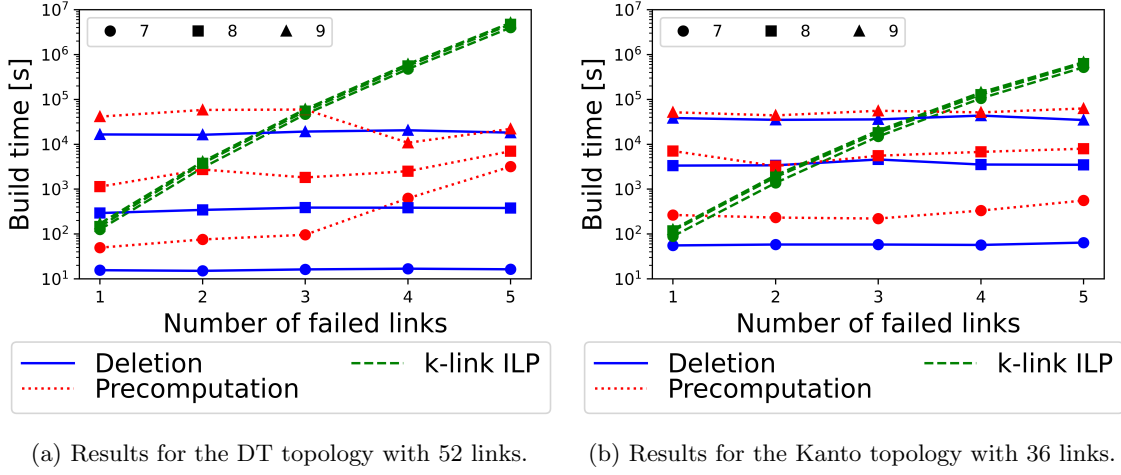 7 8 9
10^7
10^6
10^5
10^4
10^3
10^2
10^1
Build time [s]
1 2 3 4 5
Number of failed links
Deletion
Precomputation
k-link ILP
(a) Results for the DT topology with 52 links.
7 8 9
10^7
10^6
10^5
10^4
10^3
10^2
10^1
Build time [s]
1 2 3 4 5
Number of failed links
Deletion
Precomputation
k-link ILP
(b) Results for the Kanto topology with 36 links.